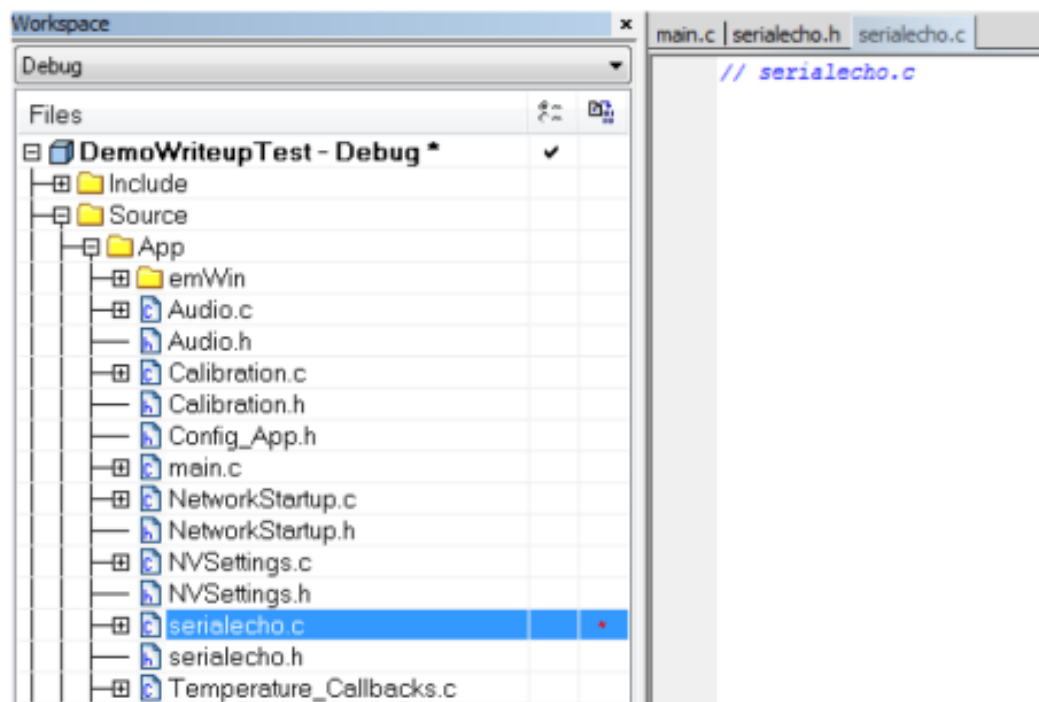 Workspace
Debug
Files
DemoWriteupTest - Debug *
Include
Source
App
emWin
Audio.c
Audio.h
Calibration.c
Calibration.h
Config_App.h
main.c
NetworkStartup.c
NetworkStartup.h
NVSettings.c
NVSettings.h
serialecho.c
serialecho.h
Temperature_Callbacks.c
main.c | serialecho.h serialecho.c
// serialecho.c